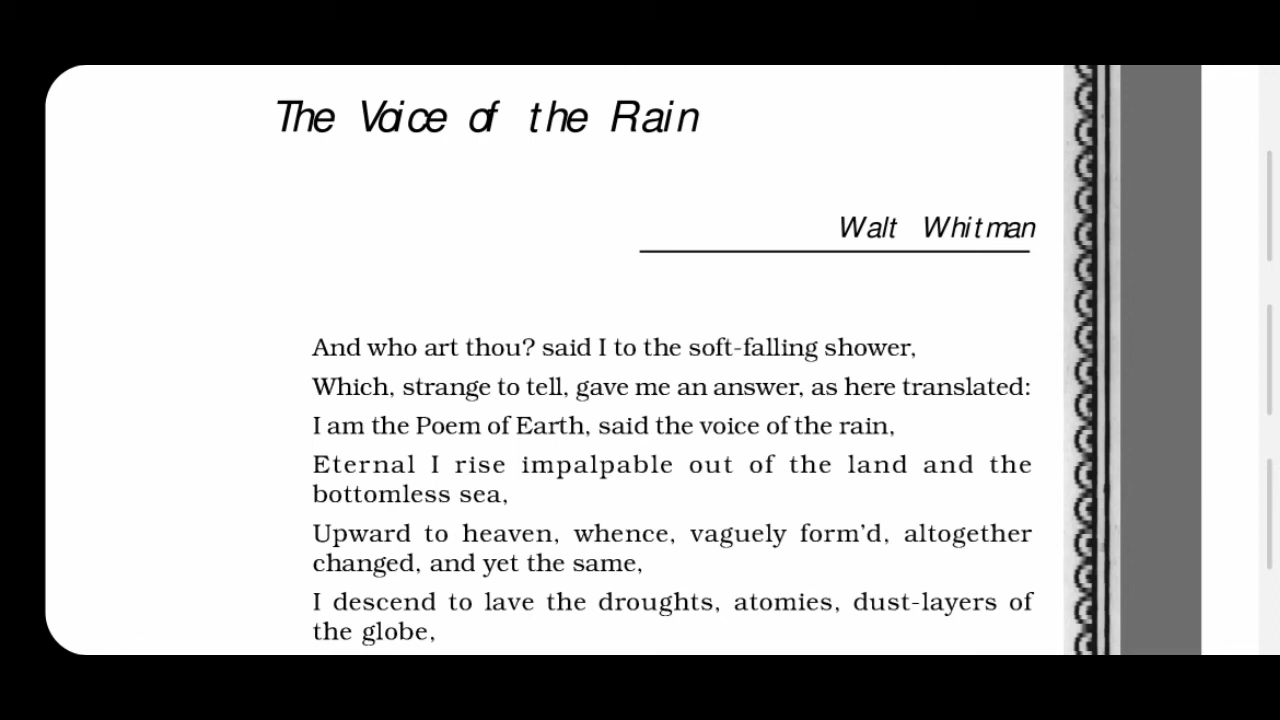 The Voice of the Rain
Walt Whitman
And who art thou? said I to the soft-falling shower,
Which, strange to tell, gave me an answer, as here translated:
I am the Poem of Earth, said the voice of the rain,
Eternal I rise impalpable out of the land and the
bottomless sea,
Upward to heaven, whence, vaguely form’d, altogether
changed, and yet the same,
I descend to lave the droughts, atomies, dust-layers of
the globe,